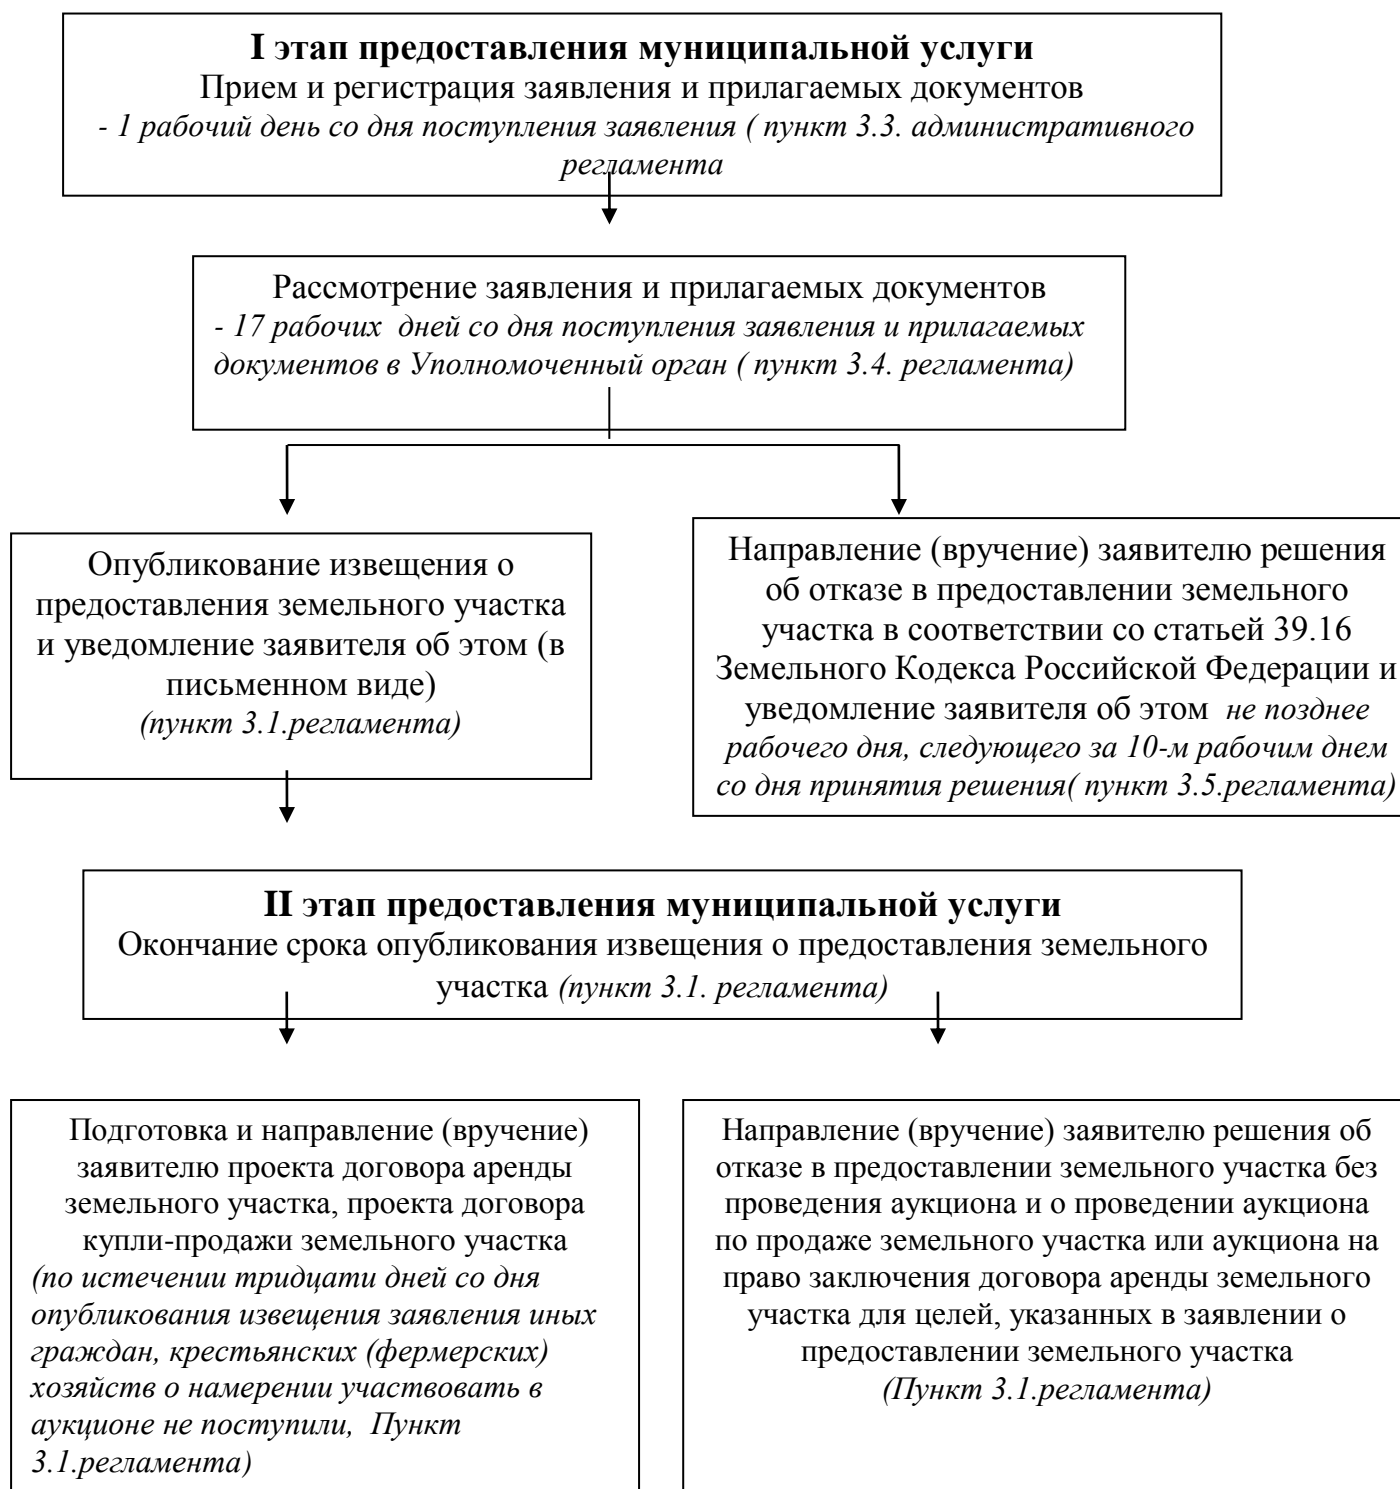 I этап предоставления муниципальной услуги
Прием и регистрация заявления и прилагаемых документов
- 1 рабочий день со дня поступления заявления ( пункт 3.3. административного
регламента
Рассмотрение заявления и прилагаемых документов
- 17 рабочих  дней со дня поступления заявления и прилагаемых
документов в Уполномоченный орган ( пункт 3.4. регламента)
Опубликование извещения о
предоставления земельного участка
и уведомление заявителя об этом (в
письменном виде)
(пункт 3.1.регламента)
Направление (вручение) заявителю решения
об отказе в предоставлении земельного
участка в соответствии со статьей 39.16
Земельного Кодекса Российской Федерации и
уведомление заявителя об этом  не позднее
рабочего дня, следующего за 10-м рабочим днем
со дня принятия решения( пункт 3.5.регламента)
II этап предоставления муниципальной услуги
Окончание срока опубликования извещения о предоставления земельного
участка (пункт 3.1. регламента)
Подготовка и направление (вручение)
заявителю проекта договора аренды
земельного участка, проекта договора
купли-продажи земельного участка
(по истечении тридцати дней со дня
опубликования извещения заявления иных
граждан, крестьянских (фермерских)
хозяйств о намерении участвовать в
аукционе не поступили,  Пункт
3.1.регламента)
Направление (вручение) заявителю решения об
отказе в предоставлении земельного участка без
проведения аукциона и о проведении аукциона
по продаже земельного участка или аукциона на
право заключения договора аренды земельного
участка для целей, указанных в заявлении о
предоставлении земельного участка
(Пункт 3.1.регламента)